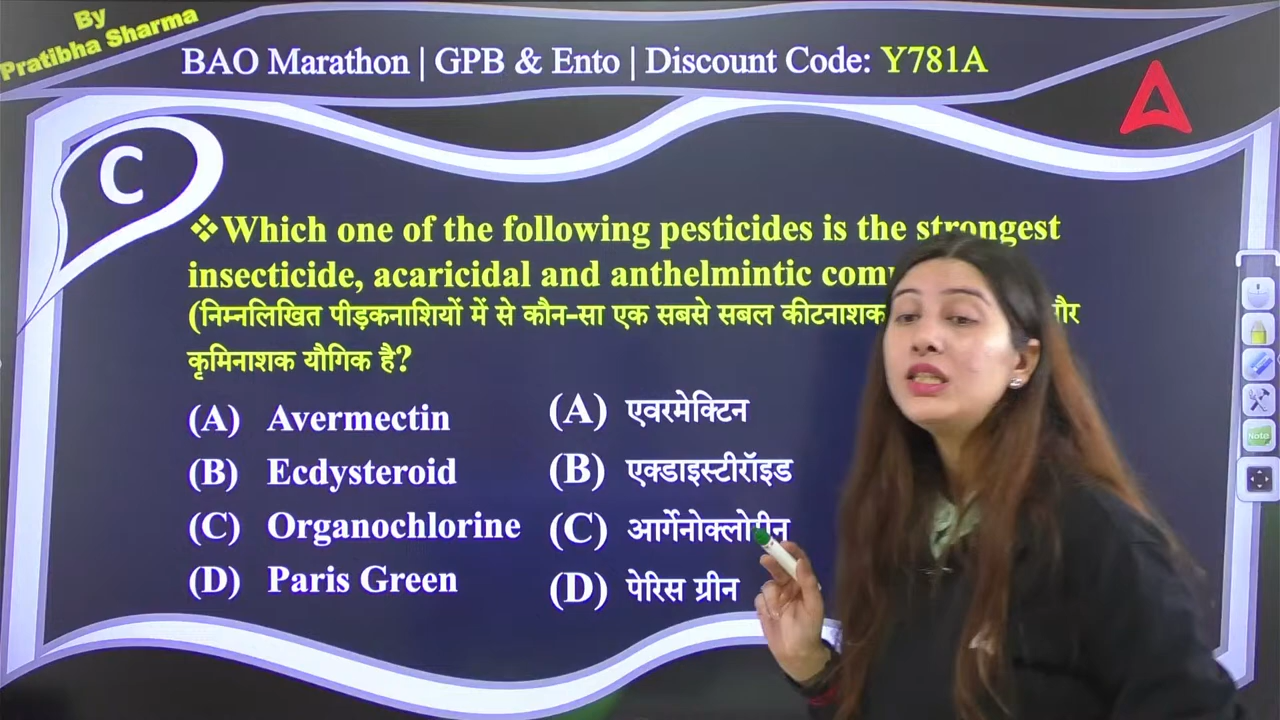 By
Pratibha Sharma
BAO Marathon | GPB & Ento | Discount Code: Y781A
C
❖Which one of the following pesticides is the strongest
insecticide, acaricidal and anthelmintic
(निम्नलिखित पीड़कनाशियों में से कौन-सा एक सबसे सबल कीटनाशक
कृमिनाशक यौगिक है?
(A) Avermectin (A) एवरमेक्टिन
(B) Ecdysteroid (B) एक्डाइस्टीरॉइड
(C) Organochlorine (C) आर्गेनोक्लोरीन
(D) Paris Green (D) पेरिस ग्रीन
Note